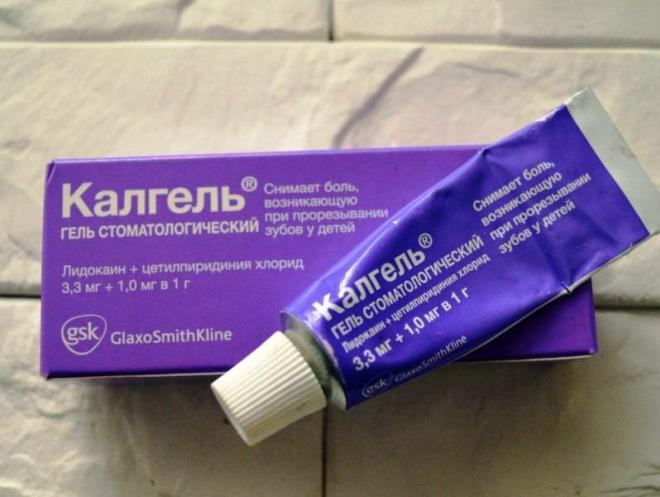 Калгель®
ГЕЛЬ СТОМАТОЛОГИЧЕСКИЙ
Снимает боль,
возникающую
при прорезывании
зубов у детей
Лидокаин + цетилпиридиния хлорид
3,3 мг + 1,0 мг в 1 г
gsk GlaxoSmithKline
Калгель®
ГЕЛЬ СТОМАТОЛОГИЧЕСКИЙ
Снимает боль,
возникающую
при прорезывании
зубов у детей
Лидокаин + цетилпиридиния хлорид
3,3 мг + 1,0 мг в 1 г
gsk GlaxoSmithKline